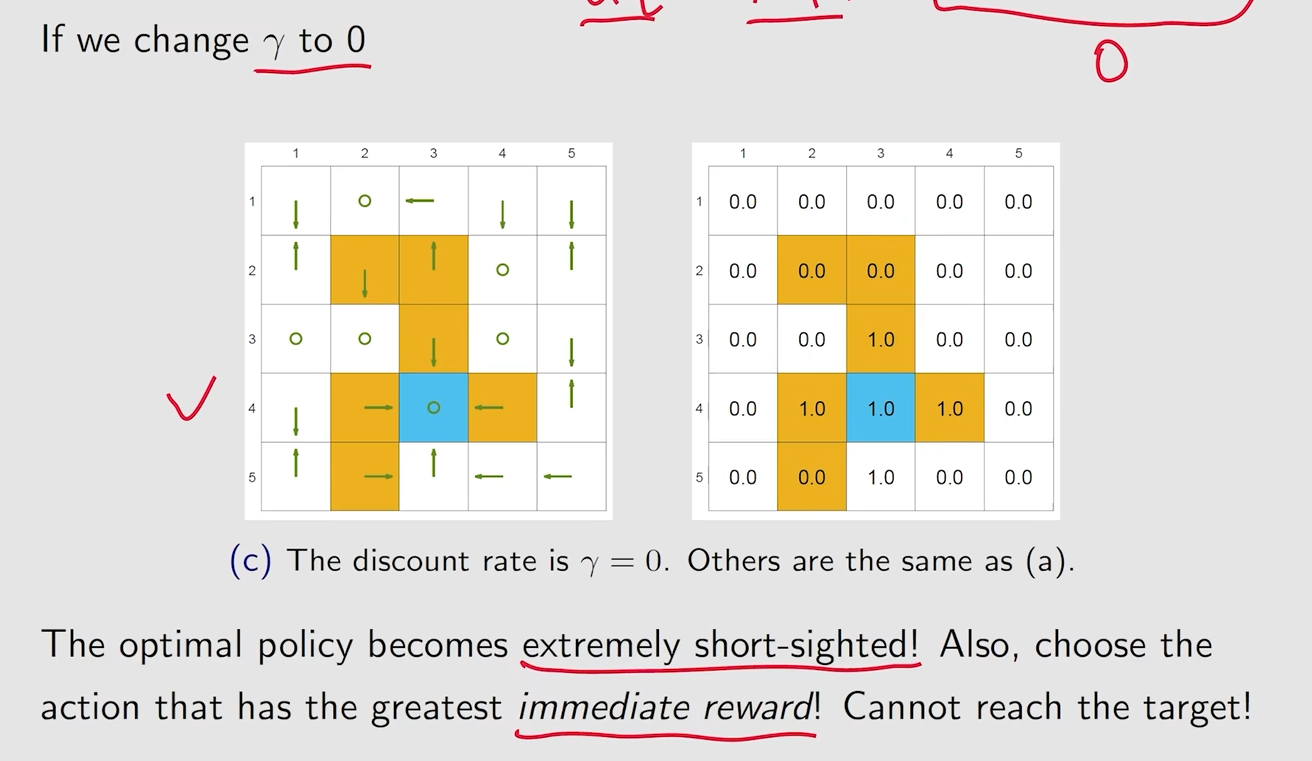 If we change γ to 0
0
1 2 3 4 5
1
2
3
4
5
1 2 3 4 5
1 0.0 0.0 0.0 0.0 0.0
2 0.0 0.0 0.0 0.0 0.0
3 0.0 0.0 1.0 0.0 0.0
4 0.0 1.0 1.0 1.0 0.0
5 0.0 0.0 1.0 0.0 0.0
(c) The discount rate is γ = 0. Others are the same as (a).
The optimal policy becomes extremely short-sighted! Also, choose the
action that has the greatest immediate reward! Cannot reach the target!